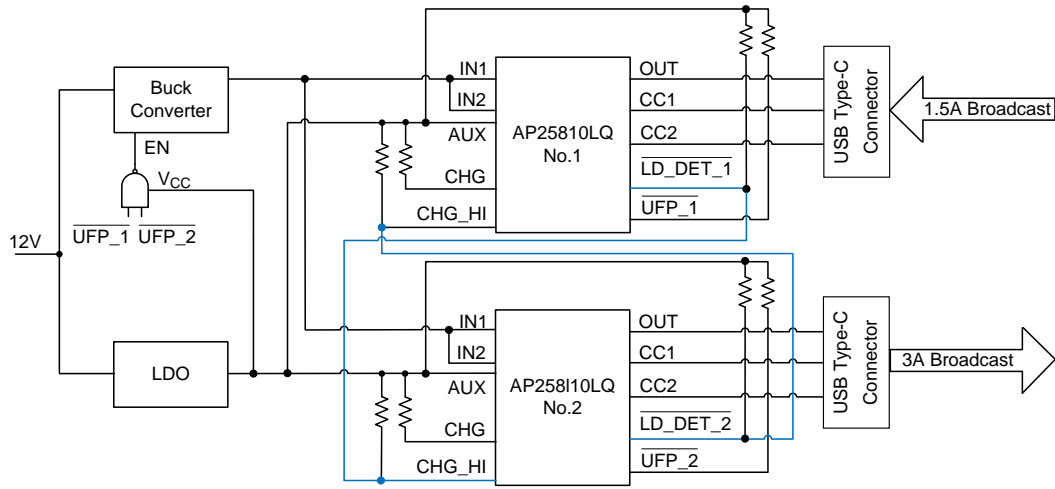 Buck
Converter
EN
VCC
UFP_1 UFP_2
12V
LDO
IN1
IN2
AUX
CHG
CHG_HI
AP25810LQ
No.1
OUT
CC1
CC2
LD_DET_1
UFP_1
USB Type-C
Connector
1.5A Broadcast
IN1
IN2
AUX
CHG
CHG_HI
AP258I10LQ
No.2
OUT
CC1
CC2
LD_DET_2
UFP_2
USB Type-C
Connector
3A Broadcast